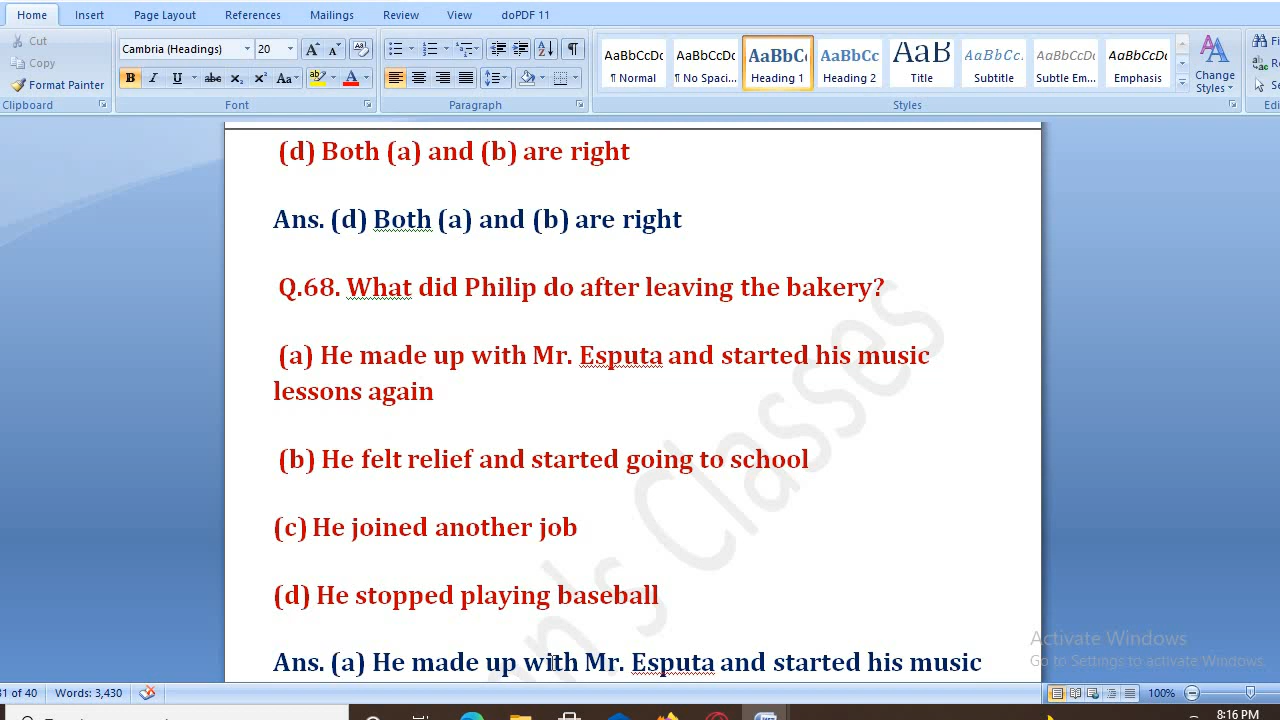 Home Insert Page Layout References Mailings Review View doPDF 11
Cut
Copy
Format Painter
Cambria (Headings) 20
AaBbCcDc AaBbCcDc AaBbCc AaBbCc AaB AaBbCc. AaBbCcDc AaBbCcDc
¶ Normal ¶ No Spaci... Heading 1 Heading 2 Title Subtitle Subtle Em... Emphasis
Change Styles
Clipboard Font Paragraph Styles
(d) Both (a) and (b) are right
Ans. (d) Both (a) and (b) are right
Q.68. What did Philip do after leaving the bakery?
(a) He made up with Mr. Esputa and started his music
lessons again
(b) He felt relief and started going to school
(c) He joined another job
(d) He stopped playing baseball
Ans. (a) He made up with Mr. Esputa and started his music
Classes
Activate Windows
Go to Settings to activate Windows.
31 of 40 Words: 3,430 100%
8:16 PM